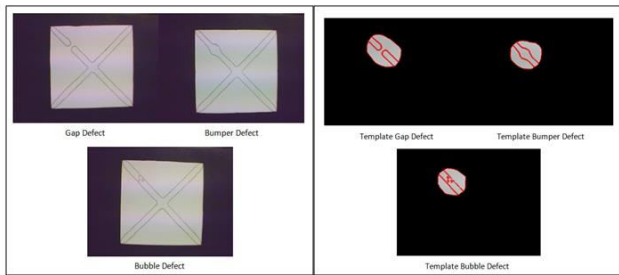 Gap Defect
Bumper Defect
Bubble Defect
Template Gap Defect
Template Bumper Defect
Template Bubble Defect